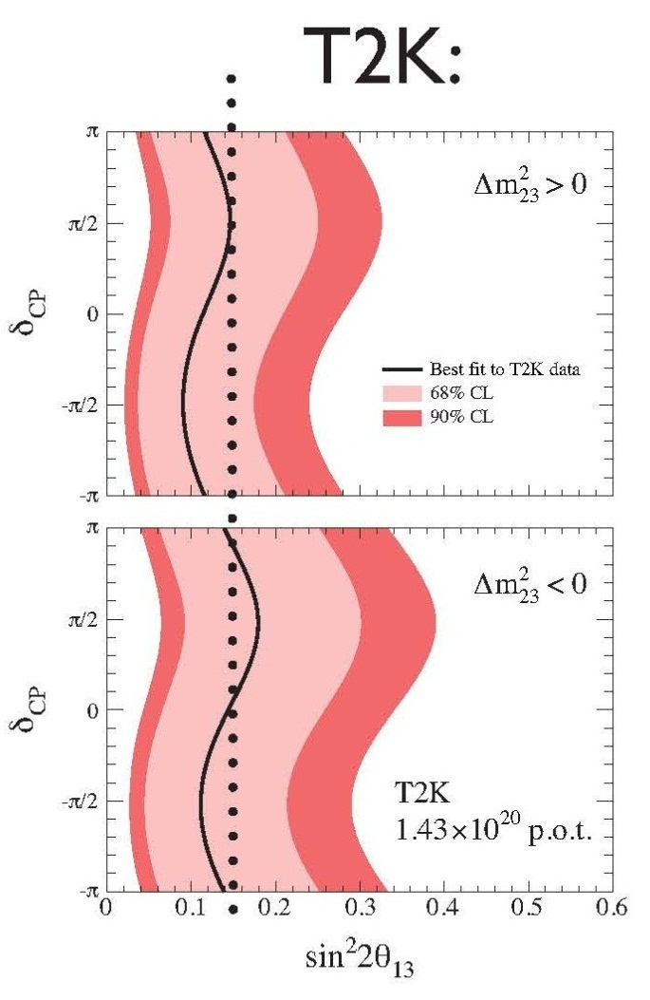 T2K:
π
π/2
0
-π/2
-π
δCP
Δm²₂₃ > 0
Best fit to T2K data
68% CL
90% CL
π
π/2
0
-π/2
-π
δCP
Δm²₂₃ < 0
T2K
1.43×10²⁰ p.o.t.
0 0.1 0.2 0.3 0.4 0.5 0.6
sin²2θ₁₃